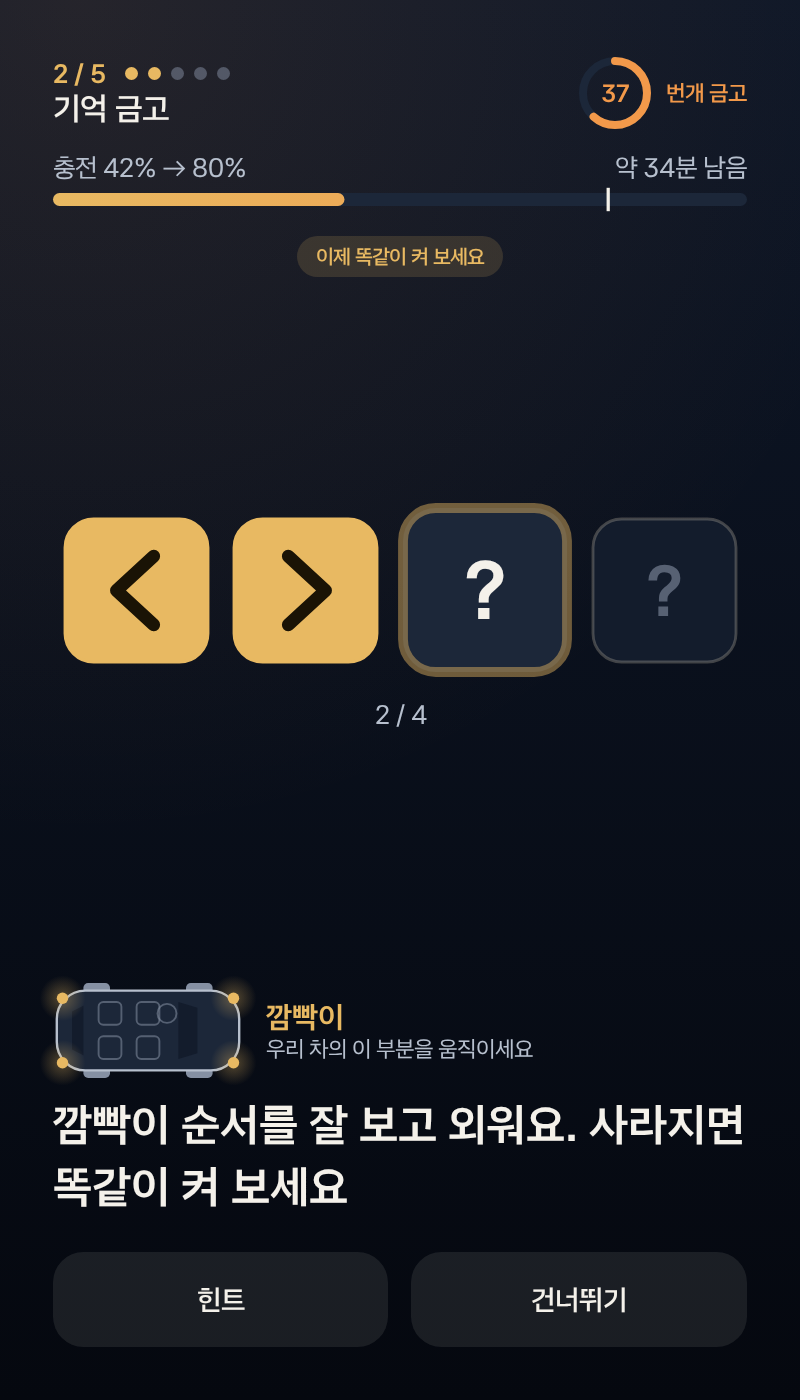 2 / 5
기억 금고
37
번개 금고
충전 42% → 80%
약 34분 남음
이제 똑같이 켜 보세요
?
?
2 / 4
깜빡이
우리 차의 이 부분을 움직이세요
깜빡이 순서를 잘 보고 외워요. 사라지면
똑같이 켜 보세요
힌트
건너뛰기